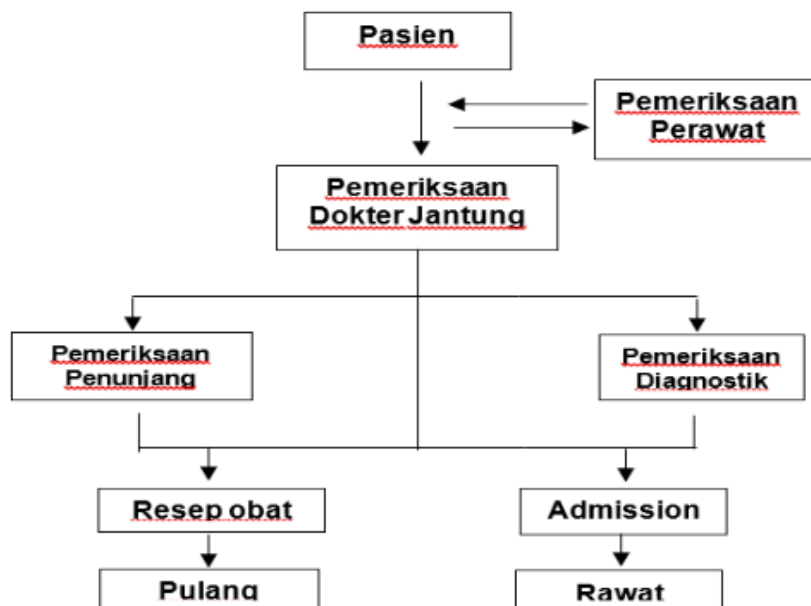 Pasien
Pemeriksaan
Perawat
Pemeriksaan
Dokter Jantung
Pemeriksaan
Penunjang
Pemeriksaan
Diagnostik
Resep obat
Admission
Pulang
Rawat